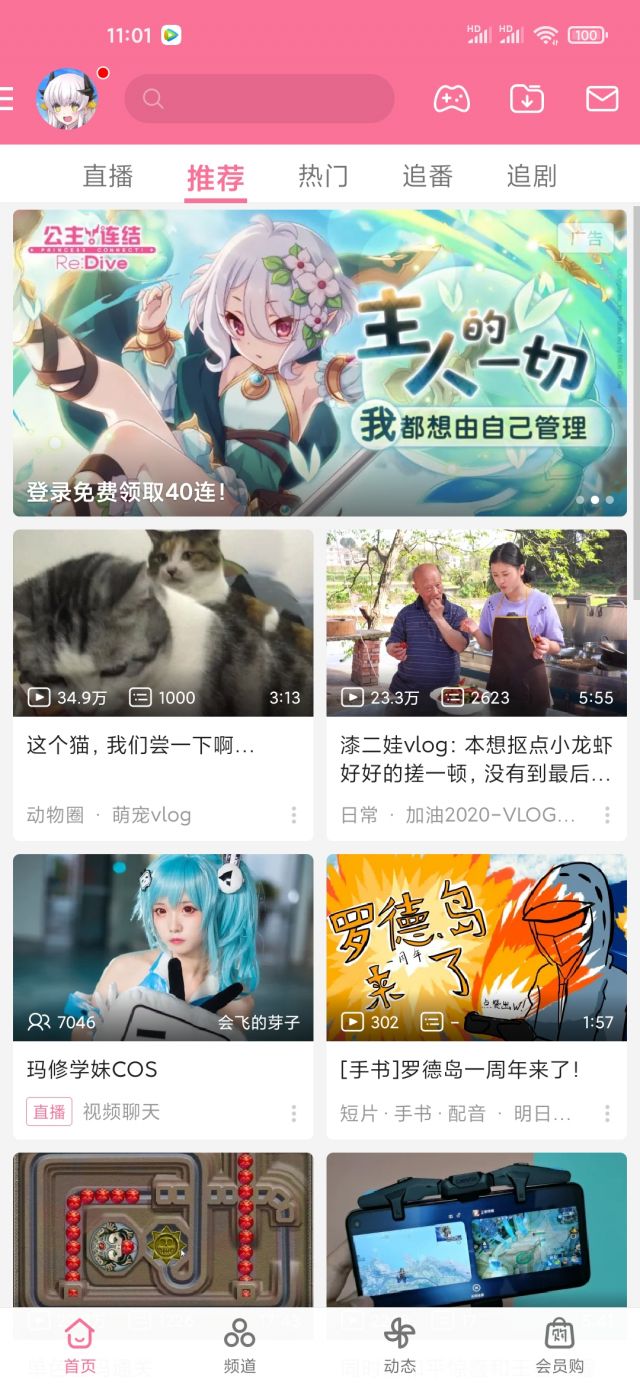 11:01
HD
HD
100
直播
推荐
热门
追番
追剧
公主连结
PRINCESS CONNECT!
Re:Dive
广告
主人的一切
我都想由自己管理
登录免费领取40连!
34.9万
1000
3:13
23.3万
2623
5:55
这个猫, 我们尝一下啊...
漆二娃vlog: 本想抠点小龙虾
好好的搓一顿, 没有到最后...
动物圈 · 萌宠vlog
日常 · 加油2020-VLOG...
罗德岛
一周年
来了
7046
会飞的芽子
302
-
1:57
玛修学妹COS
[手书]罗德岛一周年来了!
直播
视频聊天
短片·手书·配音 · 明日...
首页
频道
动态
会员购